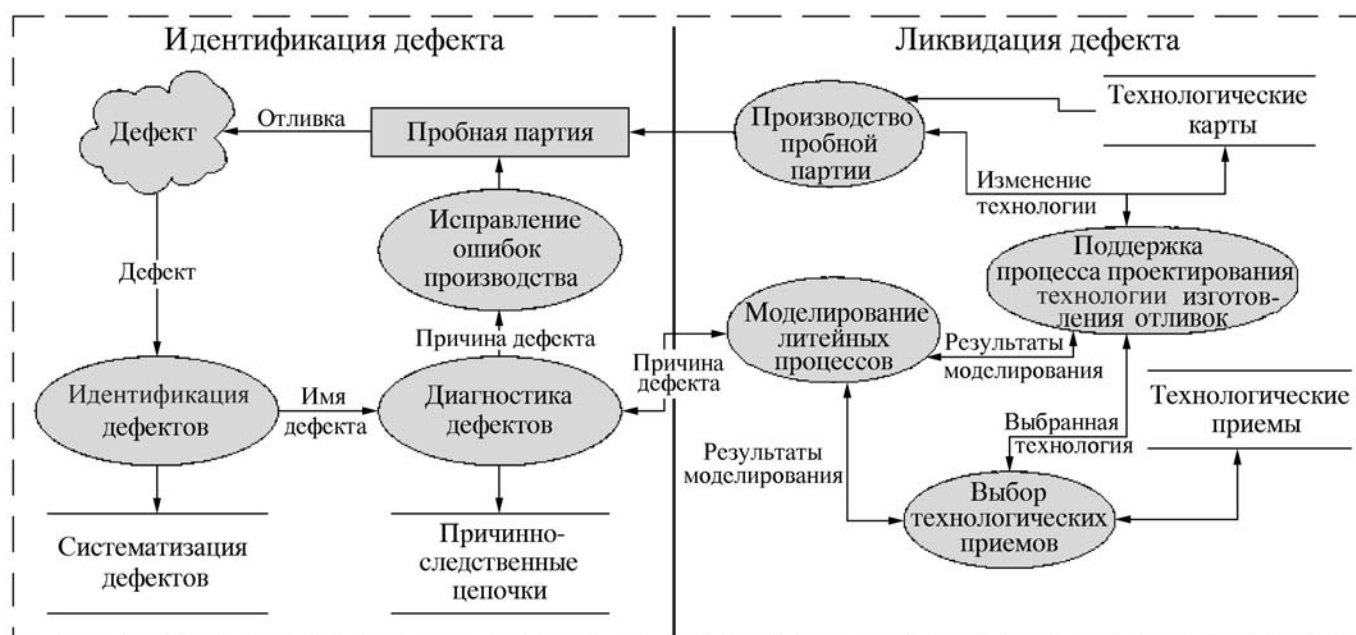 Идентификация дефекта
Дефект
Отливка
Пробная партия
Исправление
ошибок
производства
Дефект
Причина дефекта
Идентификация
дефектов
Имя
дефекта
Диагностика
дефектов
Систематизация
дефектов
Причинно-
следственные
цепочки
Ликвидация дефекта
Производство
пробной
партии
Технологические
карты
Изменение
технологии
Поддержка
процесса проектирования
технологии изготов-
ления отливок
Моделирование
литейных
процессов
Причина
дефекта
Результаты
моделирования
Технологические
приемы
Выбранная
технология
Результаты
моделирования
Выбор
технологических
приемов